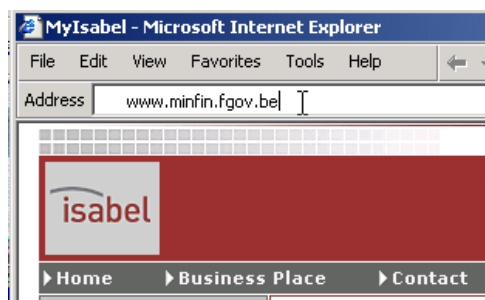 MyIsabel - Microsoft Internet Explorer
File Edit View Favorites Tools Help
Address www.minfin.fgov.be
isabel
Home Business Place Contact